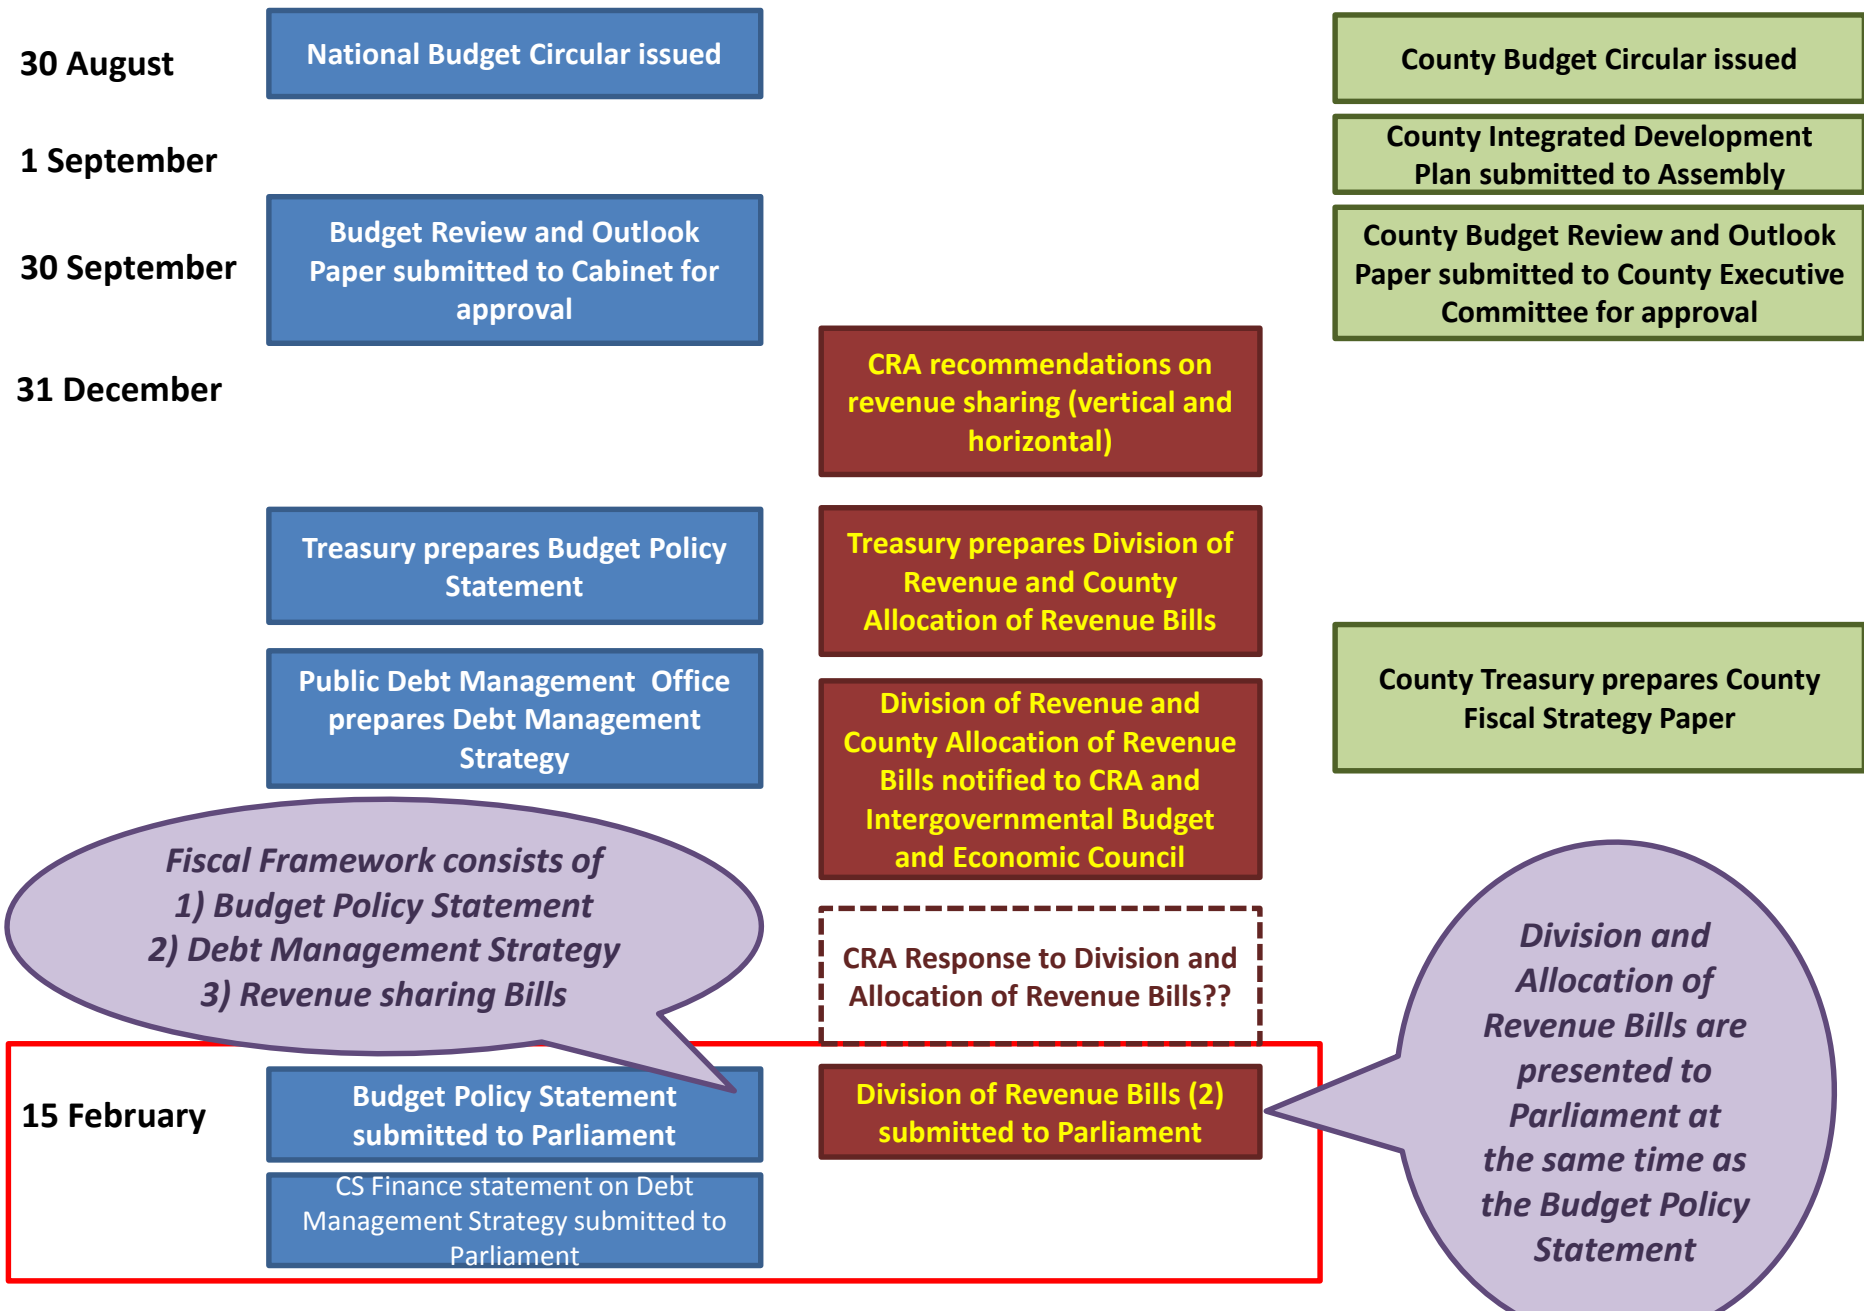 30 August
National Budget Circular issued
County Budget Circular issued
1 September
County Integrated Development
Plan submitted to Assembly
30 September
Budget Review and Outlook
Paper submitted to Cabinet for
approval
County Budget Review and Outlook
Paper submitted to County Executive
Committee for approval
31 December
CRA recommendations on
revenue sharing (vertical and
horizontal)
Treasury prepares Budget Policy
Statement
Treasury prepares Division of
Revenue and County
Allocation of Revenue Bills
Public Debt Management Office
prepares Debt Management
Strategy
Division of Revenue and
County Allocation of Revenue
Bills notified to CRA and
Intergovernmental Budget
and Economic Council
County Treasury prepares County
Fiscal Strategy Paper
Fiscal Framework consists of
1) Budget Policy Statement
2) Debt Management Strategy
3) Revenue sharing Bills
CRA Response to Division and
Allocation of Revenue Bills??
Division and
Allocation of
Revenue Bills are
presented to
Parliament at
the same time as
the Budget Policy
Statement
15 February
Budget Policy Statement
submitted to Parliament
Division of Revenue Bills (2)
submitted to Parliament
CS Finance statement on Debt
Management Strategy submitted to
Parliament